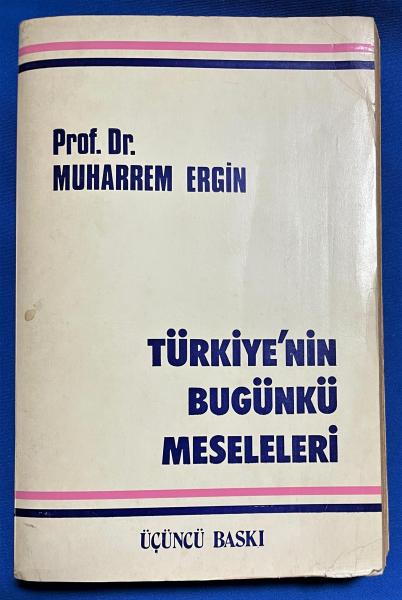 Prof. Dr.
MUHARREM ERGİN
TÜRKİYE'NİN
BUGÜNKÜ
MESELELERİ
ÜÇÜNCÜ BASKI